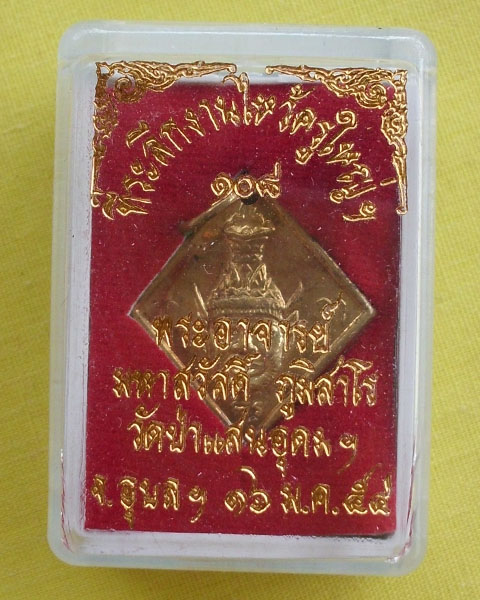 ที่ระลึกงานไหว้ครูใหญ่ฯ
๑๐๘
พระอาจารย์
มหาสวัสดิ์ ภูมิสาโร
วัดป่าแสนอุดมฯ
จ.อุบลฯ ๑๖ ม.ค.๕๔